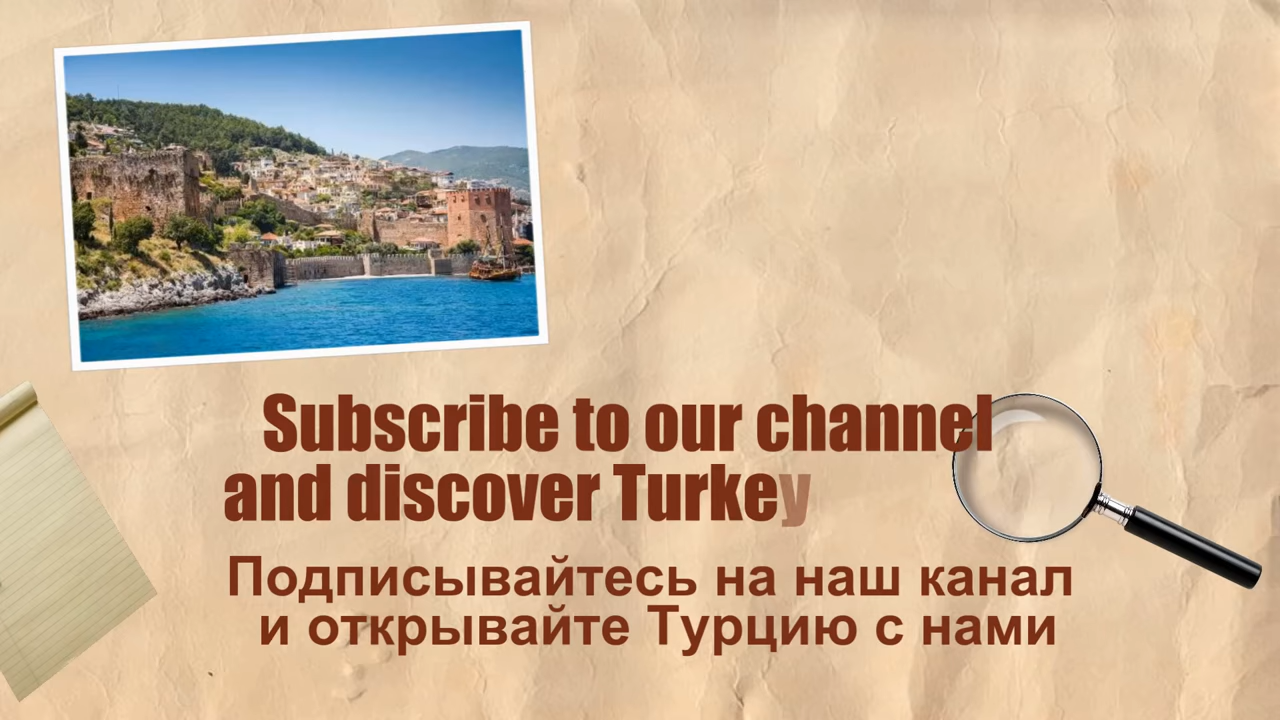 Subscribe to our channel
and discover Turkey
Подписывайтесь на наш канал
и открывайте Турцию с нами